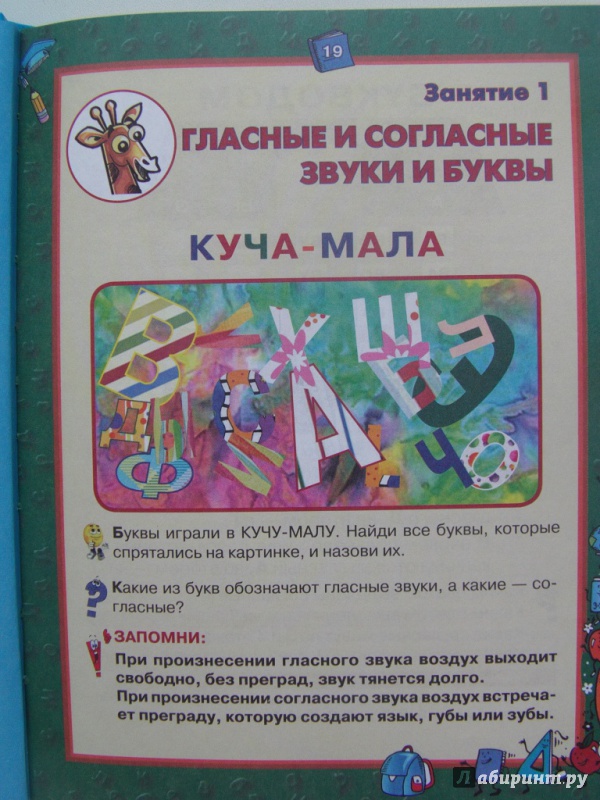 19
Занятие 1
ГЛАСНЫЕ И СОГЛАСНЫЕ
ЗВУКИ И БУКВЫ
КУЧА-МАЛА
Буквы играли в КУЧУ-МАЛУ. Найди все буквы, которые
спрятались на картинке, и назови их.
Какие из букв обозначают гласные звуки, а какие — со-
гласные?
ЗАПОМНИ:
При произнесении гласного звука воздух выходит
свободно, без преград, звук тянется долго.
При произнесении согласного звука воздух встреча-
ет преграду, которую создают язык, губы или зубы.
лабиринт.ру